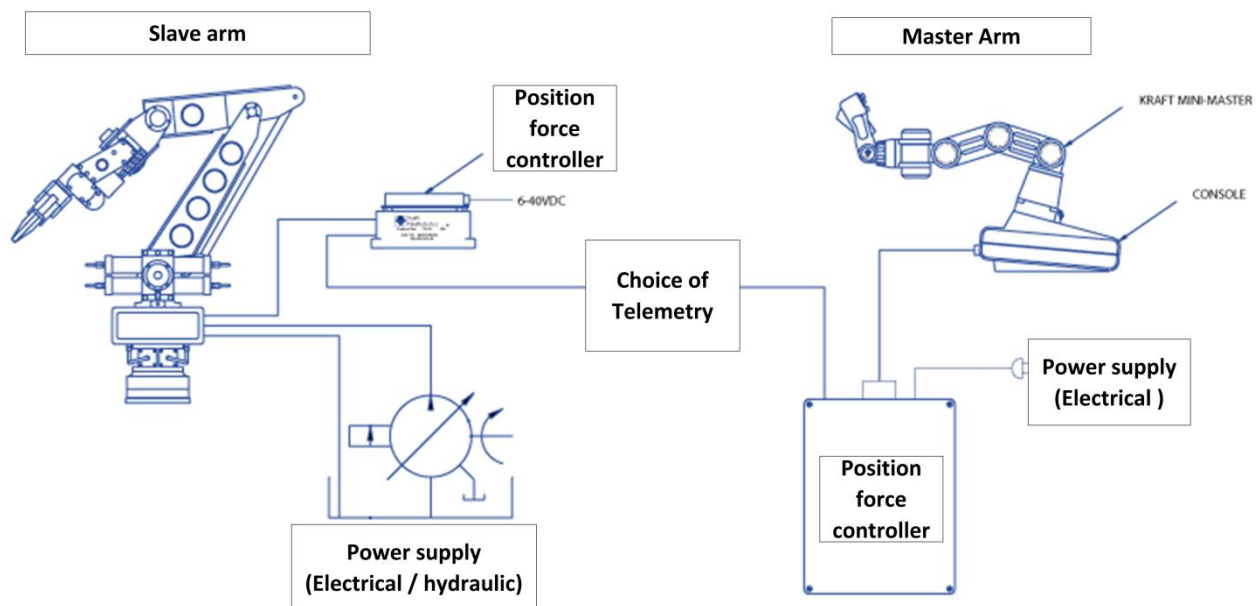 Slave arm
Master Arm
Position
force
controller
6-40VDC
KRAFT MINI-MASTER
CONSOLE
Choice of
Telemetry
Power supply
(Electrical )
Position
force
controller
Power supply
(Electrical / hydraulic)